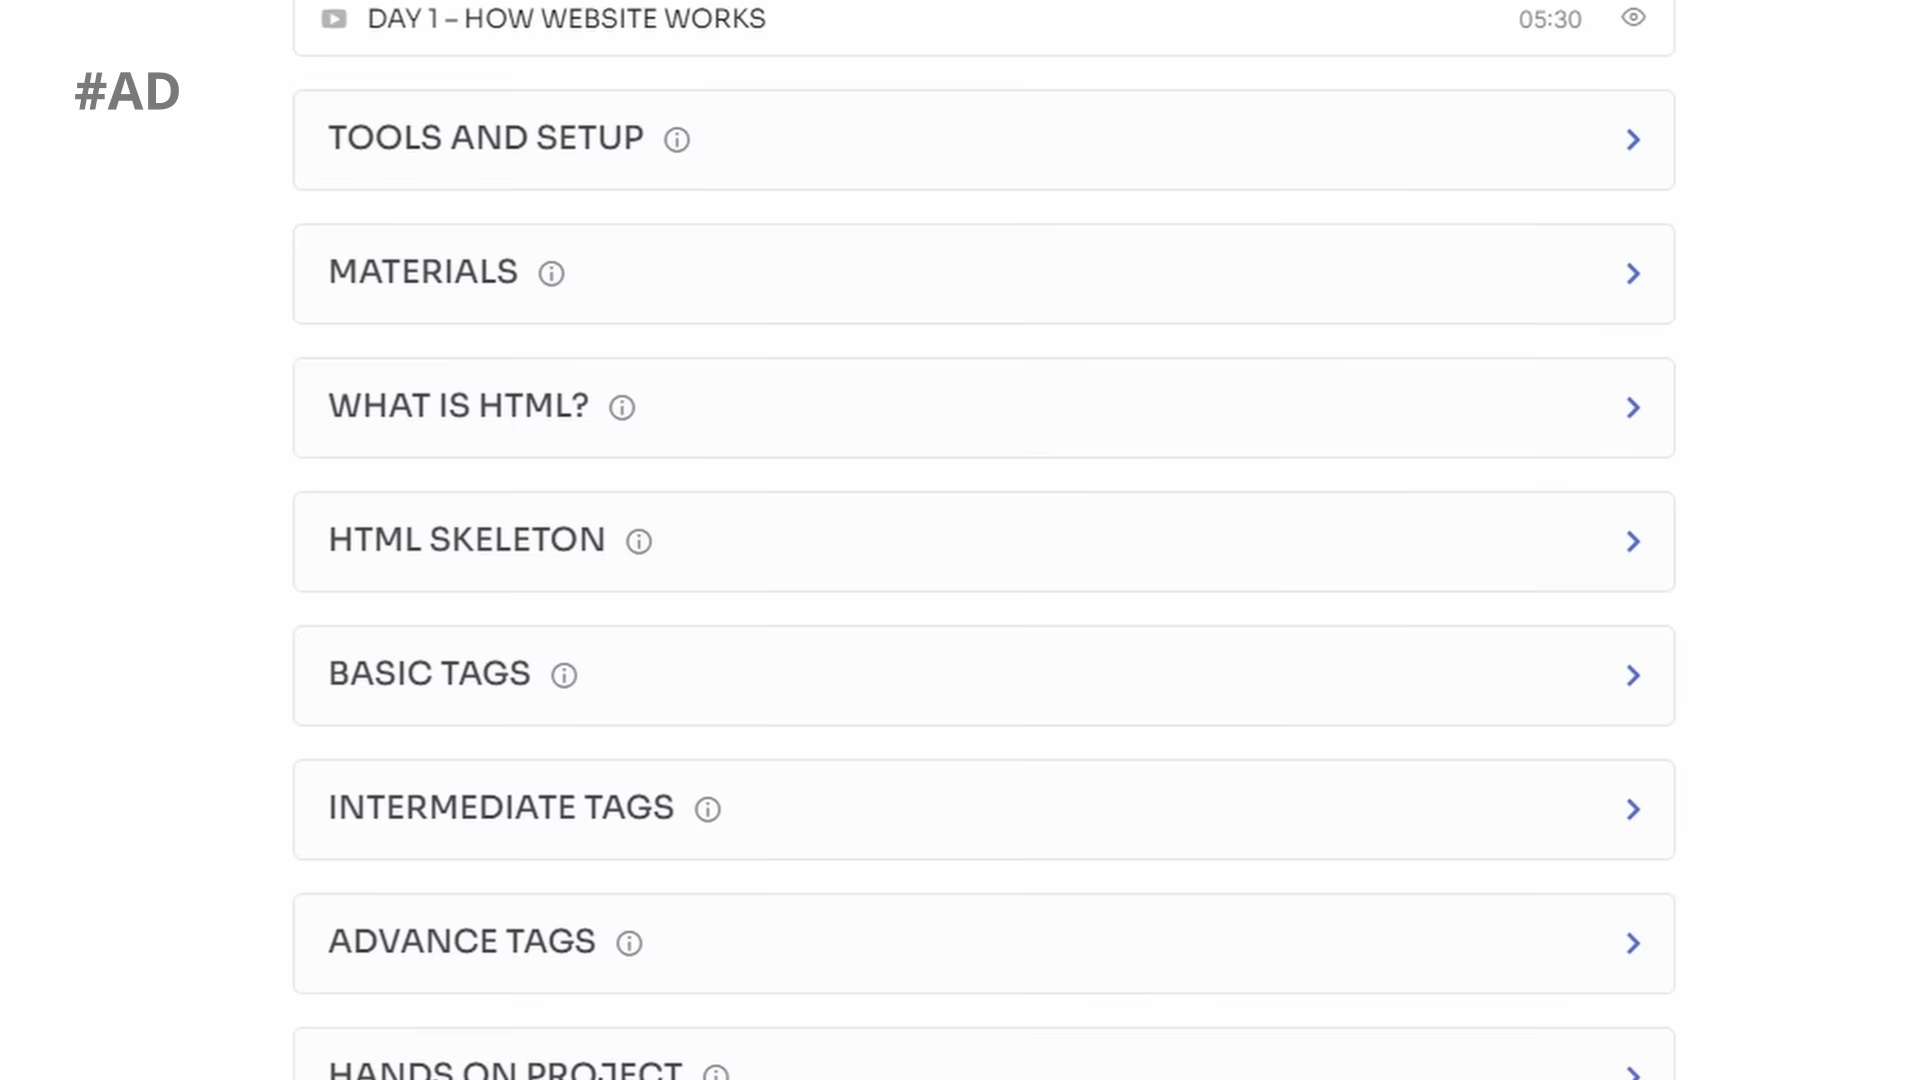 DAY 1 – HOW WEBSITE WORKS 05:30
#AD
TOOLS AND SETUP
MATERIALS
WHAT IS HTML?
HTML SKELETON
BASIC TAGS
INTERMEDIATE TAGS
ADVANCE TAGS
HANDS ON PROJECT